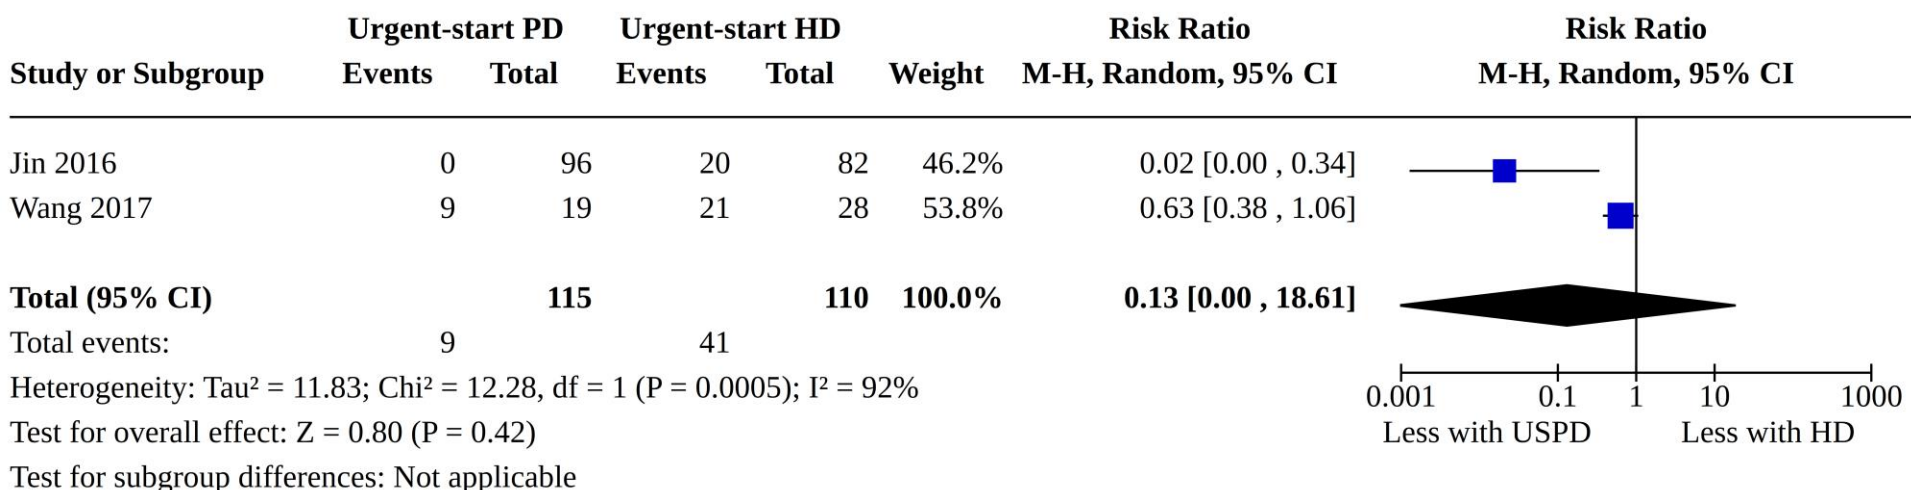 Urgent-start PD Urgent-start HD Risk Ratio Risk Ratio
Study or Subgroup Events Total Events Total Weight M-H, Random, 95% CI M-H, Random, 95% CI
Jin 2016 0 96 20 82 46.2% 0.02 [0.00 , 0.34]
Wang 2017 9 19 21 28 53.8% 0.63 [0.38 , 1.06]
Total (95% CI) 115 110 100.0% 0.13 [0.00 , 18.61]
Total events: 9 41
Heterogeneity: Tau² = 11.83; Chi² = 12.28, df = 1 (P = 0.0005); I² = 92%
0.001 0.1 1 10 1000
Test for overall effect: Z = 0.80 (P = 0.42)
Less with USPD Less with HD
Test for subgroup differences: Not applicable